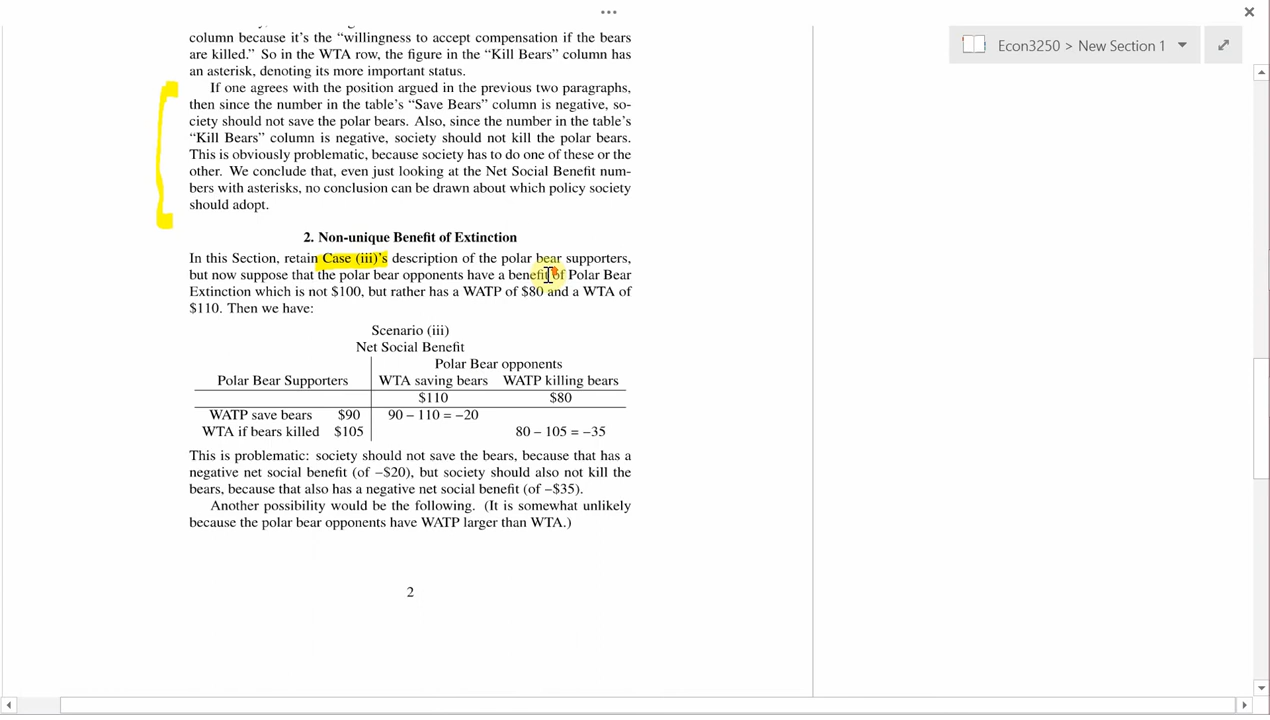 Econ3250 > New Section 1
column because it's the “willingness to accept compensation if the bears
are killed.” So in the WTA row, the figure in the “Kill Bears” column has
an asterisk, denoting its more important status.
If one agrees with the position argued in the previous two paragraphs,
then since the number in the table's “Save Bears” column is negative, so-
ciety should not save the polar bears. Also, since the number in the table's
“Kill Bears” column is negative, society should not kill the polar bears.
This is obviously problematic, because society has to do one of these or the
other. We conclude that, even just looking at the Net Social Benefit num-
bers with asterisks, no conclusion can be drawn about which policy society
should adopt.
2. Non-unique Benefit of Extinction
In this Section, retain Case (iii)'s description of the polar bear supporters,
but now suppose that the polar bear opponents have a benefit of Polar Bear
Extinction which is not $100, but rather has a WATP of $80 and a WTA of
$110. Then we have:
Scenario (iii)
Net Social Benefit
Polar Bear opponents
Polar Bear Supporters WTA saving bears WATP killing bears
$110 $80
WATP save bears $90 90 – 110 = −20
WTA if bears killed $105 80 – 105 = −35
This is problematic: society should not save the bears, because that has a
negative net social benefit (of –$20), but society should also not kill the
bears, because that also has a negative net social benefit (of –$35).
Another possibility would be the following. (It is somewhat unlikely
because the polar bear opponents have WATP larger than WTA.)
2